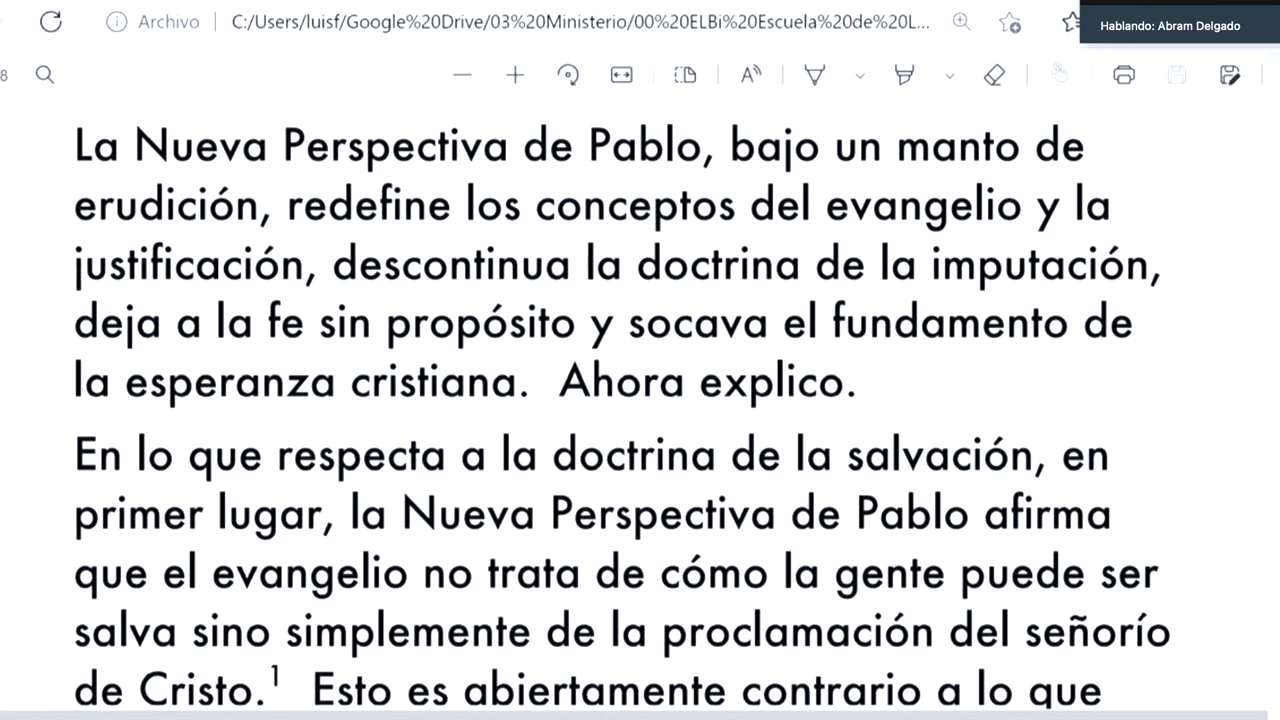 Archivo
C:/Users/luisf/Google%20Drive/03%20Ministerio/00%20ELBi%20Escuela%20de%20L...
Hablando: Abram Delgado
8
La Nueva Perspectiva de Pablo, bajo un manto de
erudición, redefine los conceptos del evangelio y la
justificación, descontinua la doctrina de la imputación,
deja a la fe sin propósito y socava el fundamento de
la esperanza cristiana. Ahora explico.
En lo que respecta a la doctrina de la salvación, en
primer lugar, la Nueva Perspectiva de Pablo afirma
que el evangelio no trata de cómo la gente puede ser
salva sino simplemente de la proclamación del señorío
de Cristo.¹ Esto es abiertamente contrario a lo que